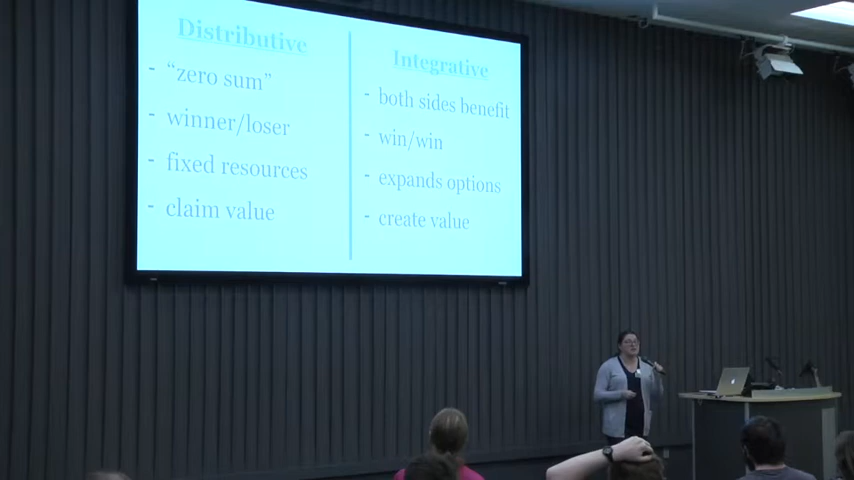 Distributive
- "zero sum"
- winner/loser
- fixed resources
- claim value
Integrative
- both sides benefit
- win/win
- expands options
- create value